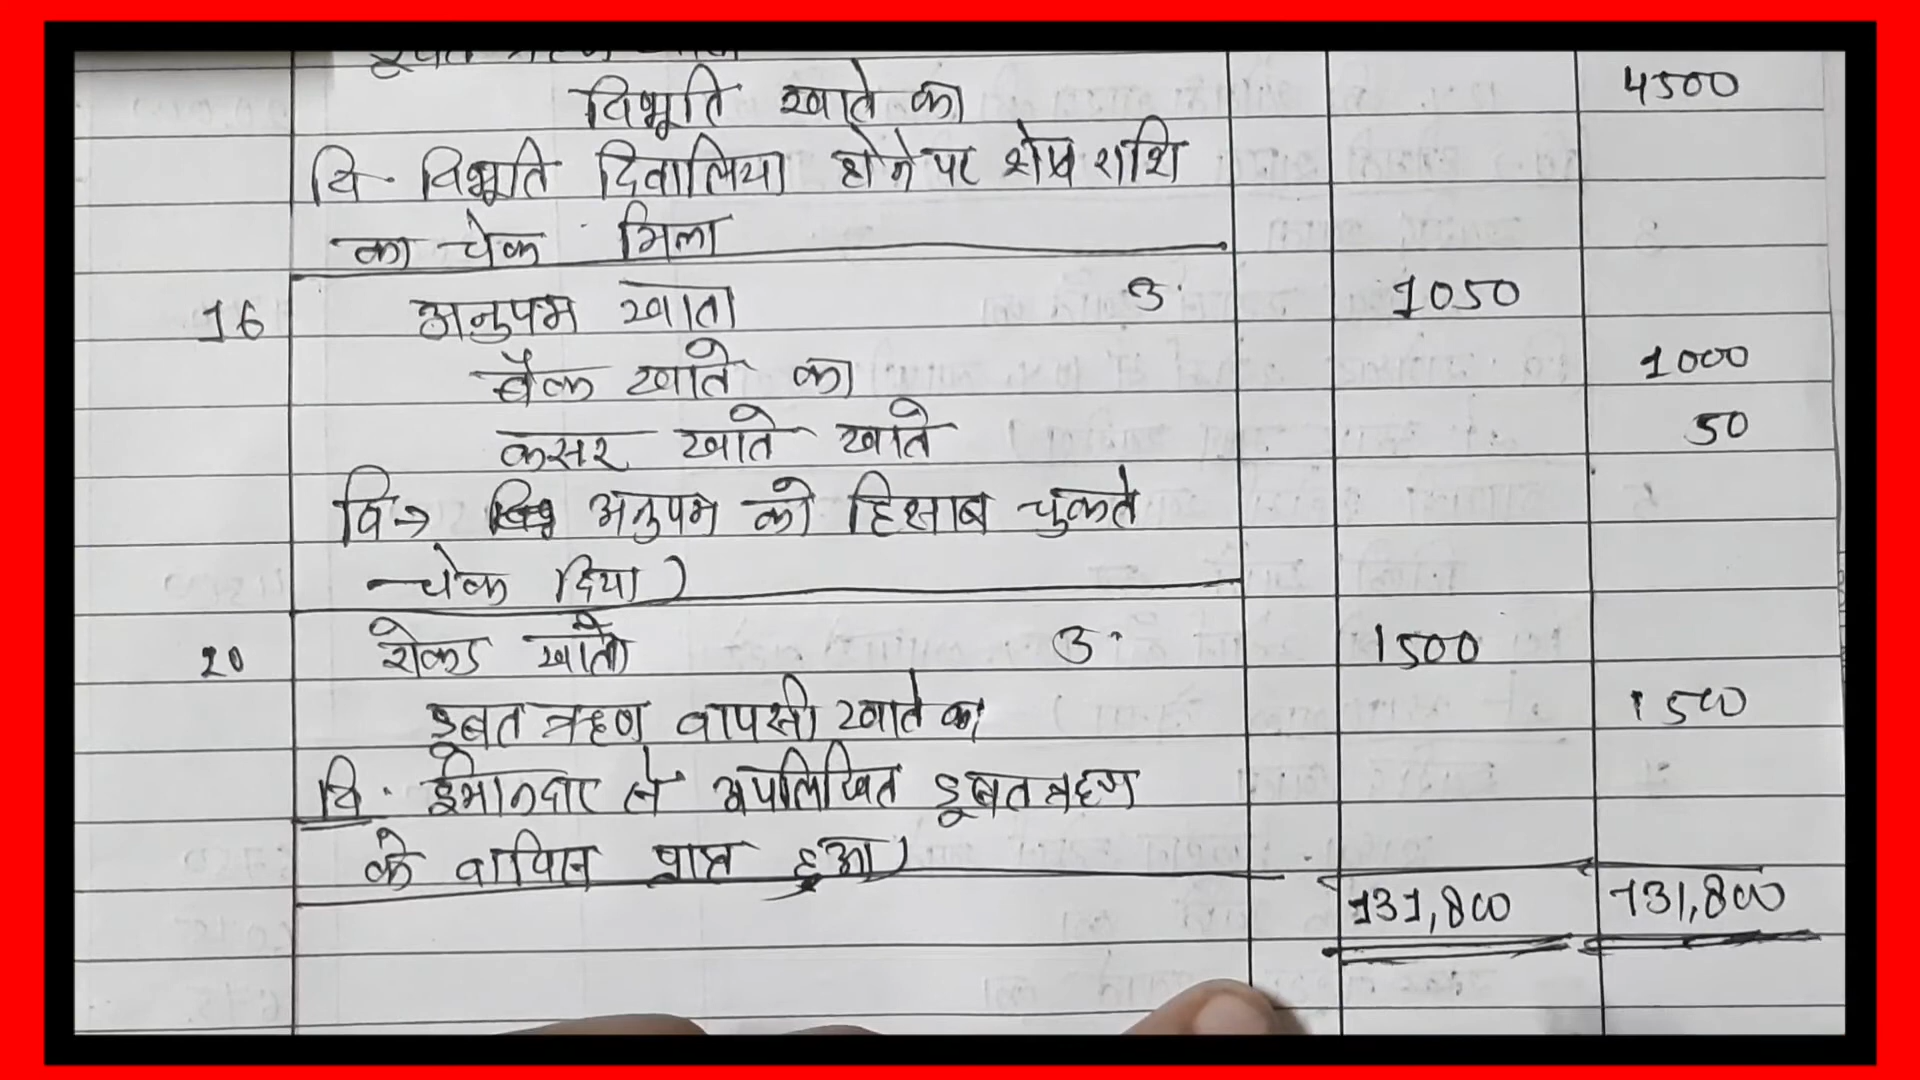 विभूति खाते का 4500
वि. विभूति दिवालिया होने पर शेष राशि
का चेक मिला
16 अनुपम खाता उ. 1050
बैंक खाते का 1000
कसर खाते खाते 50
वि→ अनुपम को हिसाब चुकते
चेक दिया)
20 रोकड खाते उ. 1500
डूबत ऋण वापसी खाते का 1500
वि. ईमानदार से अपलिखित डूबत ऋण
के वापिस प्राप्त हुआ)
131,800 131,800